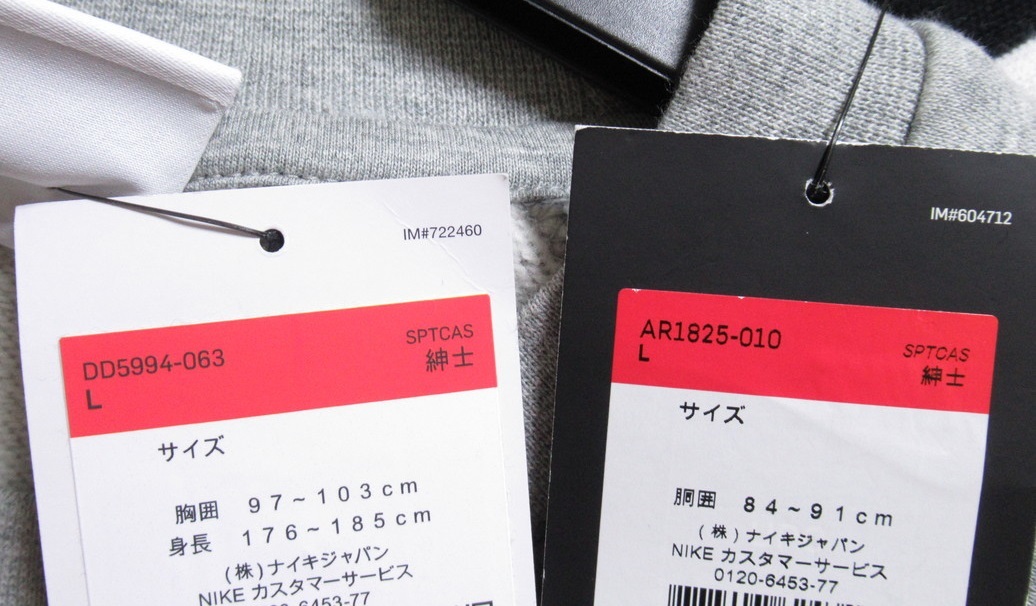 IM#722460
DD5994-063
SPTCAS
L
紳士
サイズ
胸囲 97~103cm
身長 176~185cm
(株)ナイキジャパン
NIKE カスタマーサービス
6453-77
IM#604712
AR1825-010
SPTCAS
L
紳士
サイズ
胴囲 84~91cm
(株)ナイキジャパン
NIKE カスタマーサービス
0120-6453-77